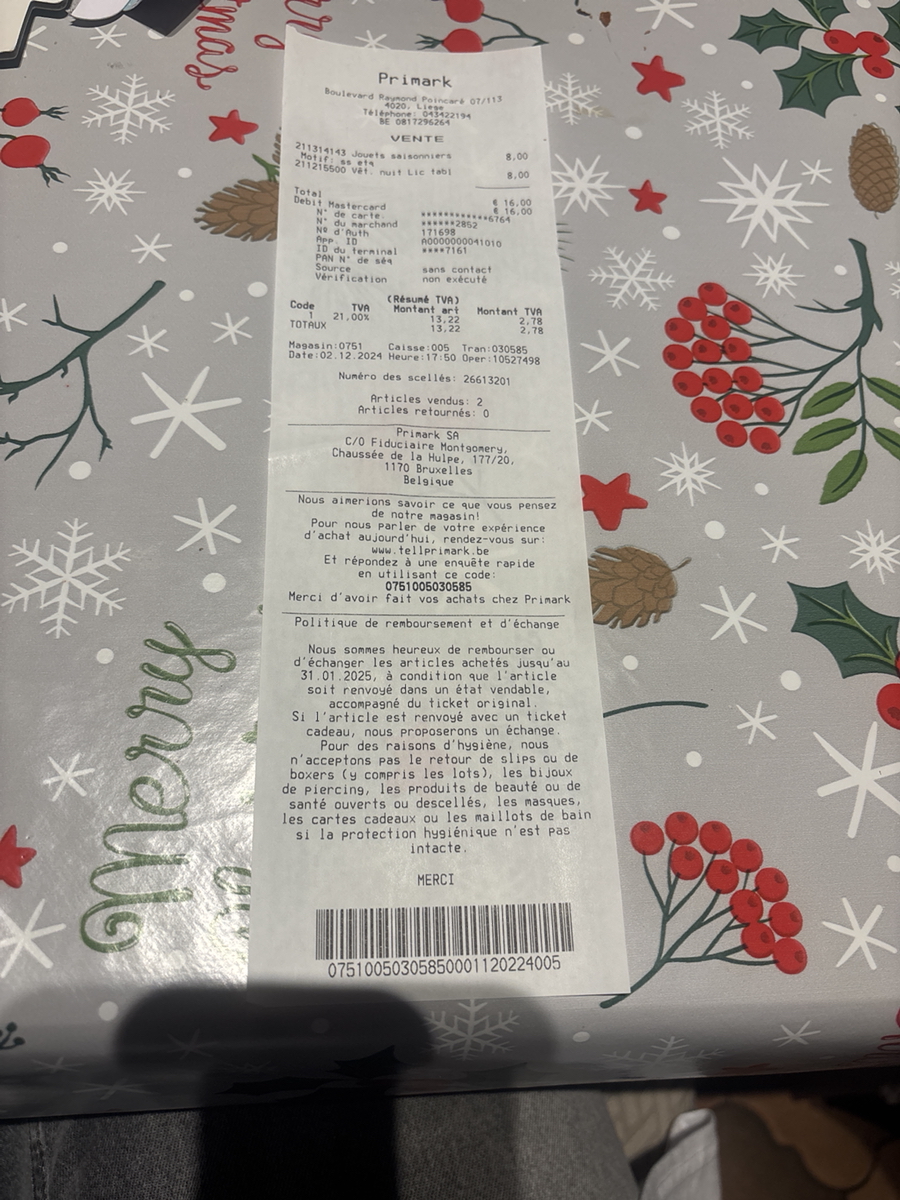 Merry
mas
Primark
Boulevard Raymond Poincaré 07/113
4020, Liege
Téléphone: 043422194
BE 0817296264
VENTE
211314143 Jouets saisonniers 8,00
Motif: ss etq
211215500 Vêt. nuit Lic tabl 8,00
Total € 16,00
Debit Mastercard € 16,00
N° de carte. ************6764
N° du marchand ******2852
Nº d'Auth 171698
App. ID A0000000041010
ID du terminal ****7161
PAN N° de séq
Source sans contact
Vérification non exécuté
(Résumé TVA)
Code TVA Montant art Montant TVA
1 21,00% 13,22 2,78
TOTAUX 13,22 2,78
Magasin:0751 Caisse:005 Tran:030585
Date:02.12.2024 Heure:17:50 Oper:10527498
Numéro des scellés: 26613201
Articles vendus: 2
Articles retournés: 0
Primark SA
C/O Fiduciaire Montgomery,
Chaussée de la Hulpe, 177/20,
1170 Bruxelles
Belgique
Nous aimerions savoir ce que vous pensez
de notre magasin!
Pour nous parler de votre expérience
d'achat aujourd'hui, rendez-vous sur:
www.tellprimark.be
Et répondez à une enquête rapide
en utilisant ce code:
0751005030585
Merci d'avoir fait vos achats chez Primark
Politique de remboursement et d'échange
Nous sommes heureux de rembourser ou
d'échanger les articles achetés jusqu'au
31.01.2025, à condition que l'article
soit renvoyé dans un état vendable,
accompagné du ticket original.
Si l'article est renvoyé avec un ticket
cadeau, nous proposerons un échange.
Pour des raisons d'hygiène, nous
n'acceptons pas le retour de slips ou de
boxers (y compris les lots), les bijoux
de piercing, les produits de beauté ou de
santé ouverts ou descellés, les masques,
les cartes cadeaux ou les maillots de bain
si la protection hygiénique n'est pas
intacte.
MERCI
07510050305850001120224005